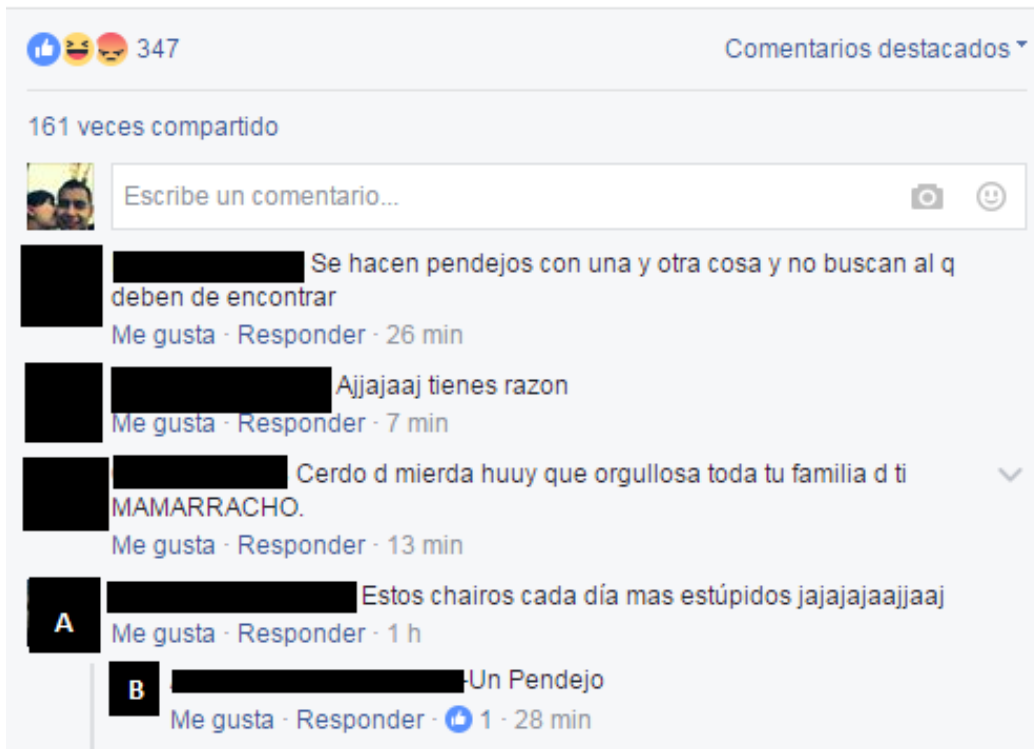 347 Comentarios destacados
161 veces compartido
Escribe un comentario...
Se hacen pendejos con una y otra cosa y no buscan al q
deben de encontrar
Me gusta · Responder · 26 min
Ajjajaaj tienes razon
Me gusta · Responder · 7 min
Cerdo d mierda huuy que orgullosa toda tu familia d ti
MAMARRACHO.
Me gusta · Responder · 13 min
A Estos chairos cada día mas estúpidos jajajajaajjaaj
Me gusta · Responder · 1 h
B -Un Pendejo
Me gusta · Responder · 1 · 28 min